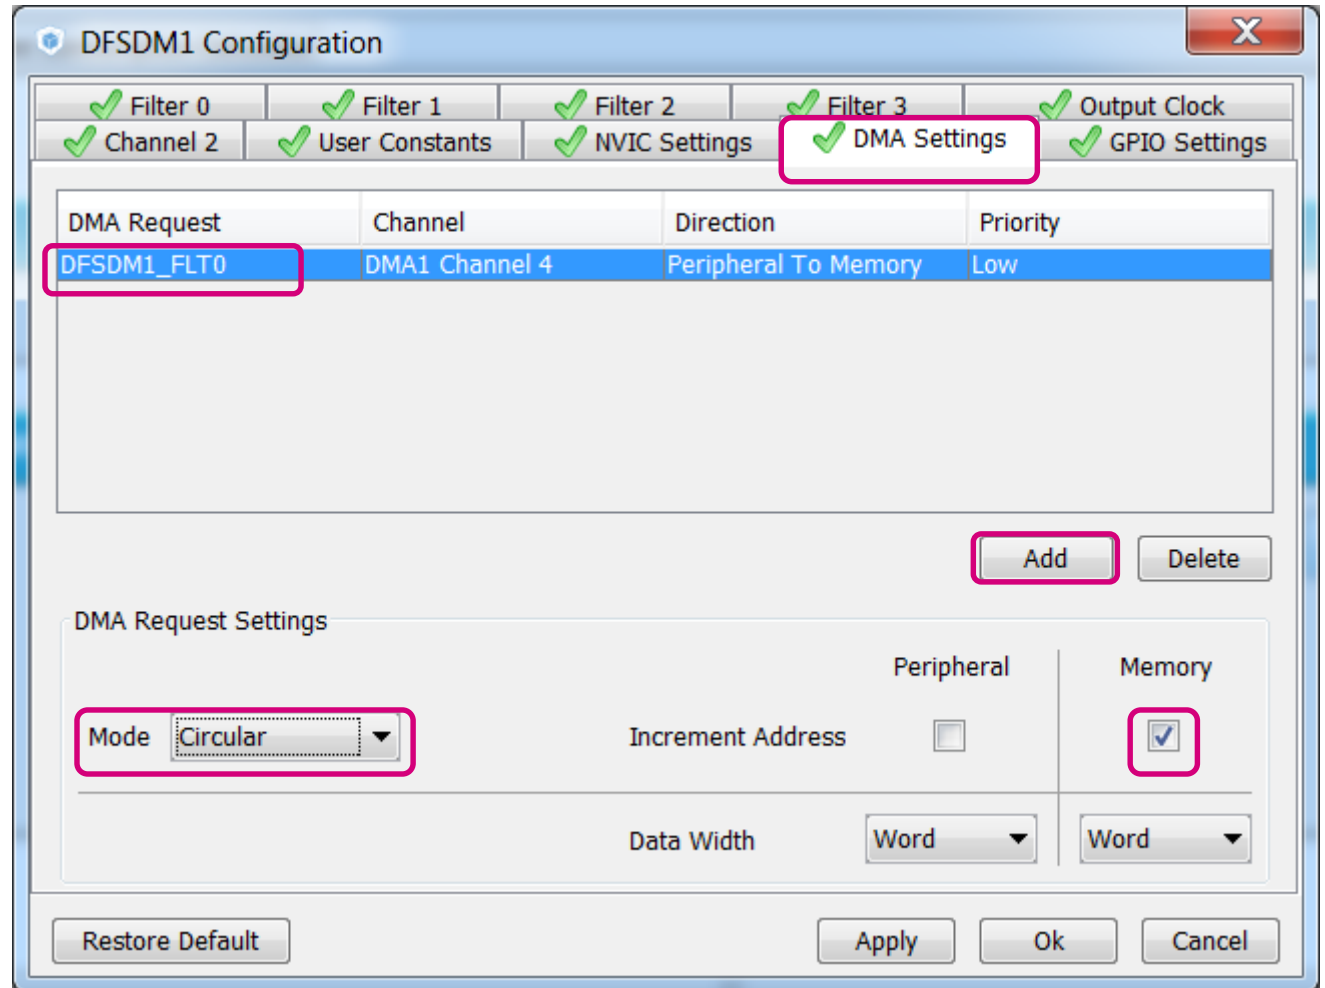 DFSDM1 Configuration
Filter 0 Filter 1 Filter 2 Filter 3 Output Clock
Channel 2 User Constants NVIC Settings DMA Settings GPIO Settings
DMA Request Channel Direction Priority
DFSDM1_FLT0 DMA1 Channel 4 Peripheral To Memory Low
Add Delete
DMA Request Settings
Peripheral Memory
Mode Circular Increment Address
Data Width Word Word
Restore Default Apply Ok Cancel